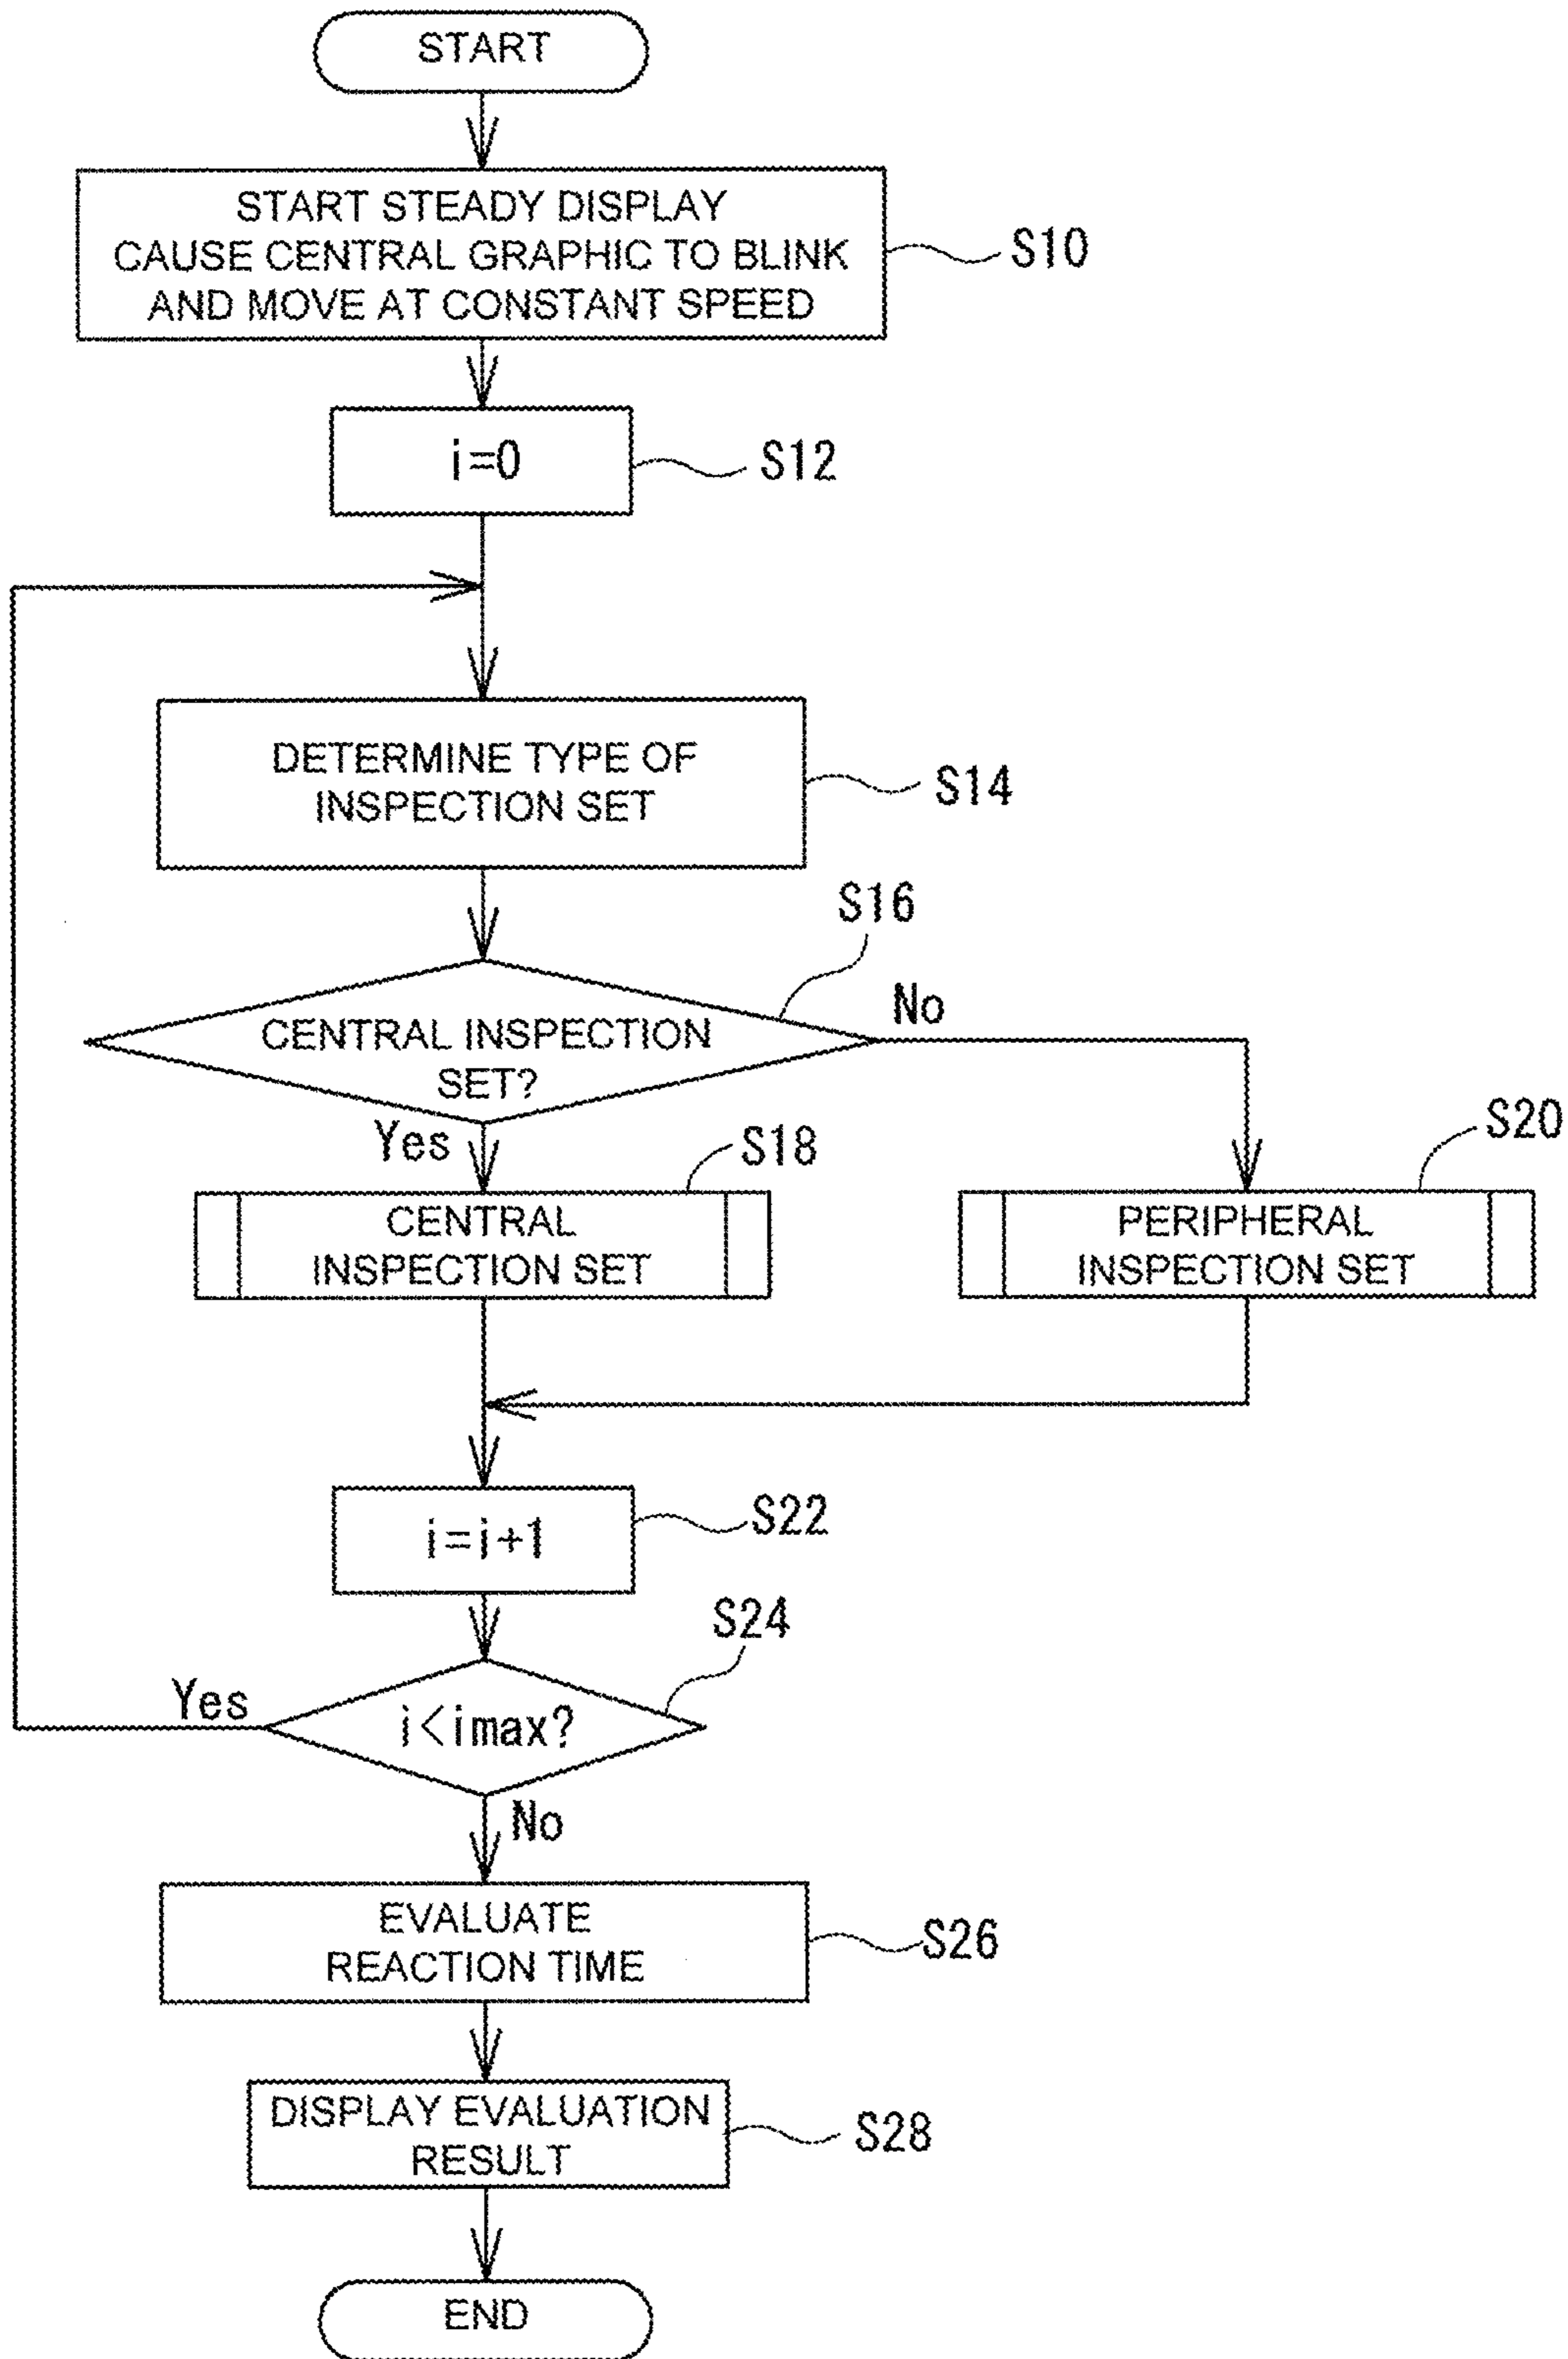 START
START STEADY DISPLAY
CAUSE CENTRAL GRAPHIC TO BLINK
AND MOVE AT CONSTANT SPEED
S10
i=0
S12
DETERMINE TYPE OF
INSPECTION SET
S14
S16
CENTRAL INSPECTION
SET?
No
Yes
S18
CENTRAL
INSPECTION SET
S20
PERIPHERAL
INSPECTION SET
i=i+1
S22
S24
i<imax?
Yes
No
EVALUATE
REACTION TIME
S26
DISPLAY EVALUATION
RESULT
S28
END